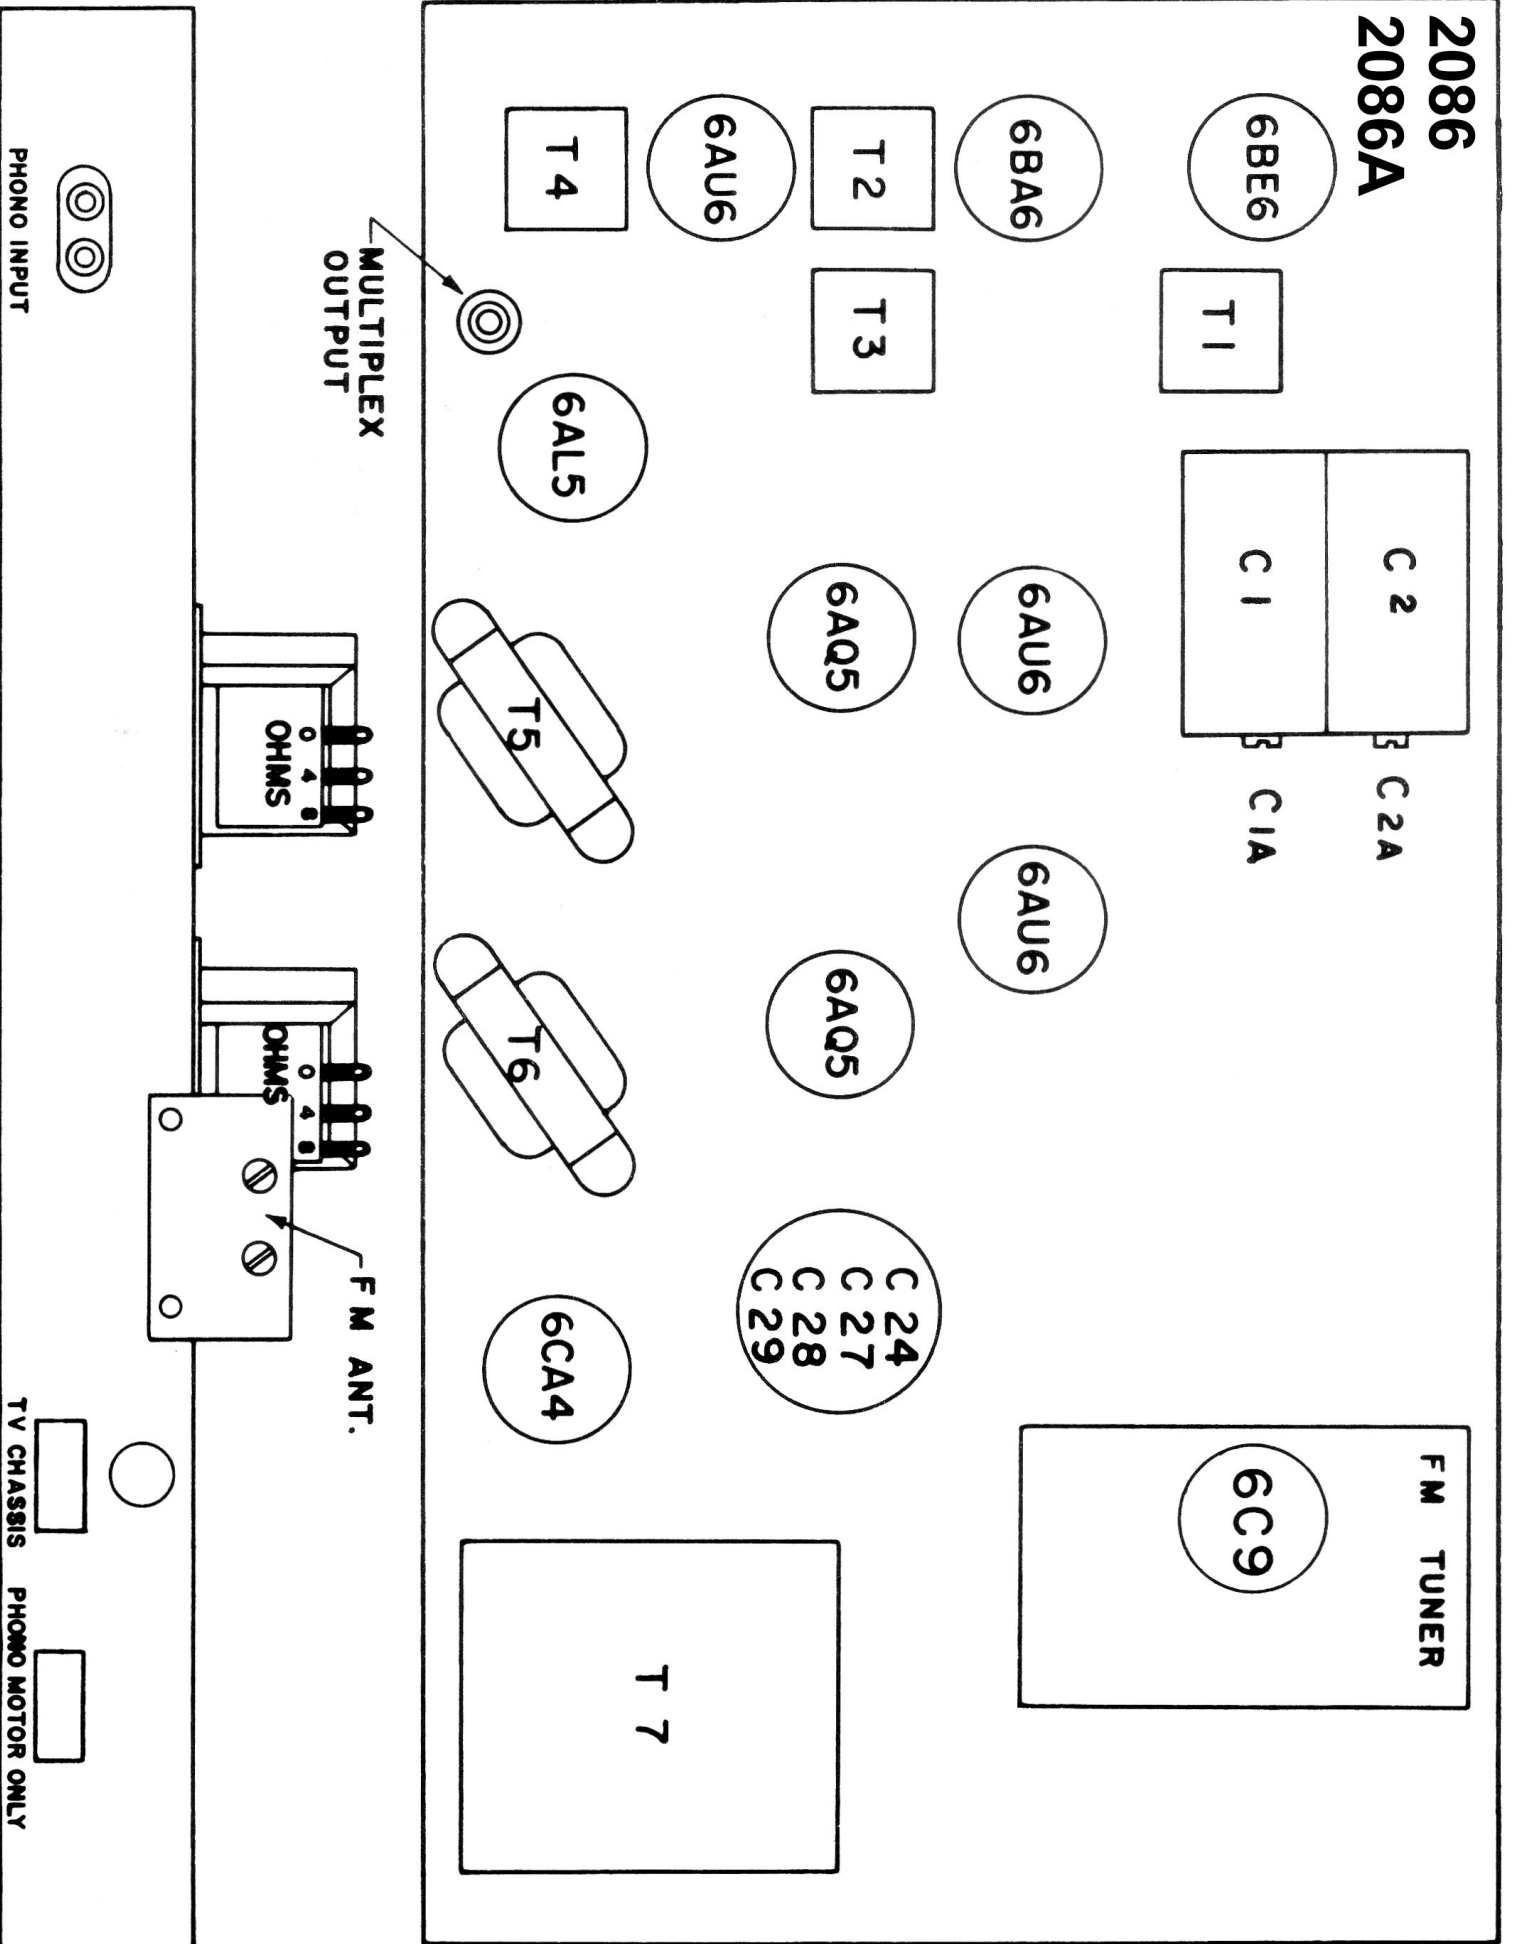 2086
2086A
6BE6
6BA6
T2
6AU6
T4
T1
T3
MULTIPLEX
OUTPUT
6AL5
C2
C1
C2A
C1A
6AU6
6AQ5
T5
6AU6
6AQ5
T6
C24
C27
C28
C29
6CA4
FM TUNER
6C9
T7
0 4 8
OHMS
0 4 8
OHMS
FM ANT.
PHONO INPUT
TV CHASSIS
PHONO MOTOR ONLY